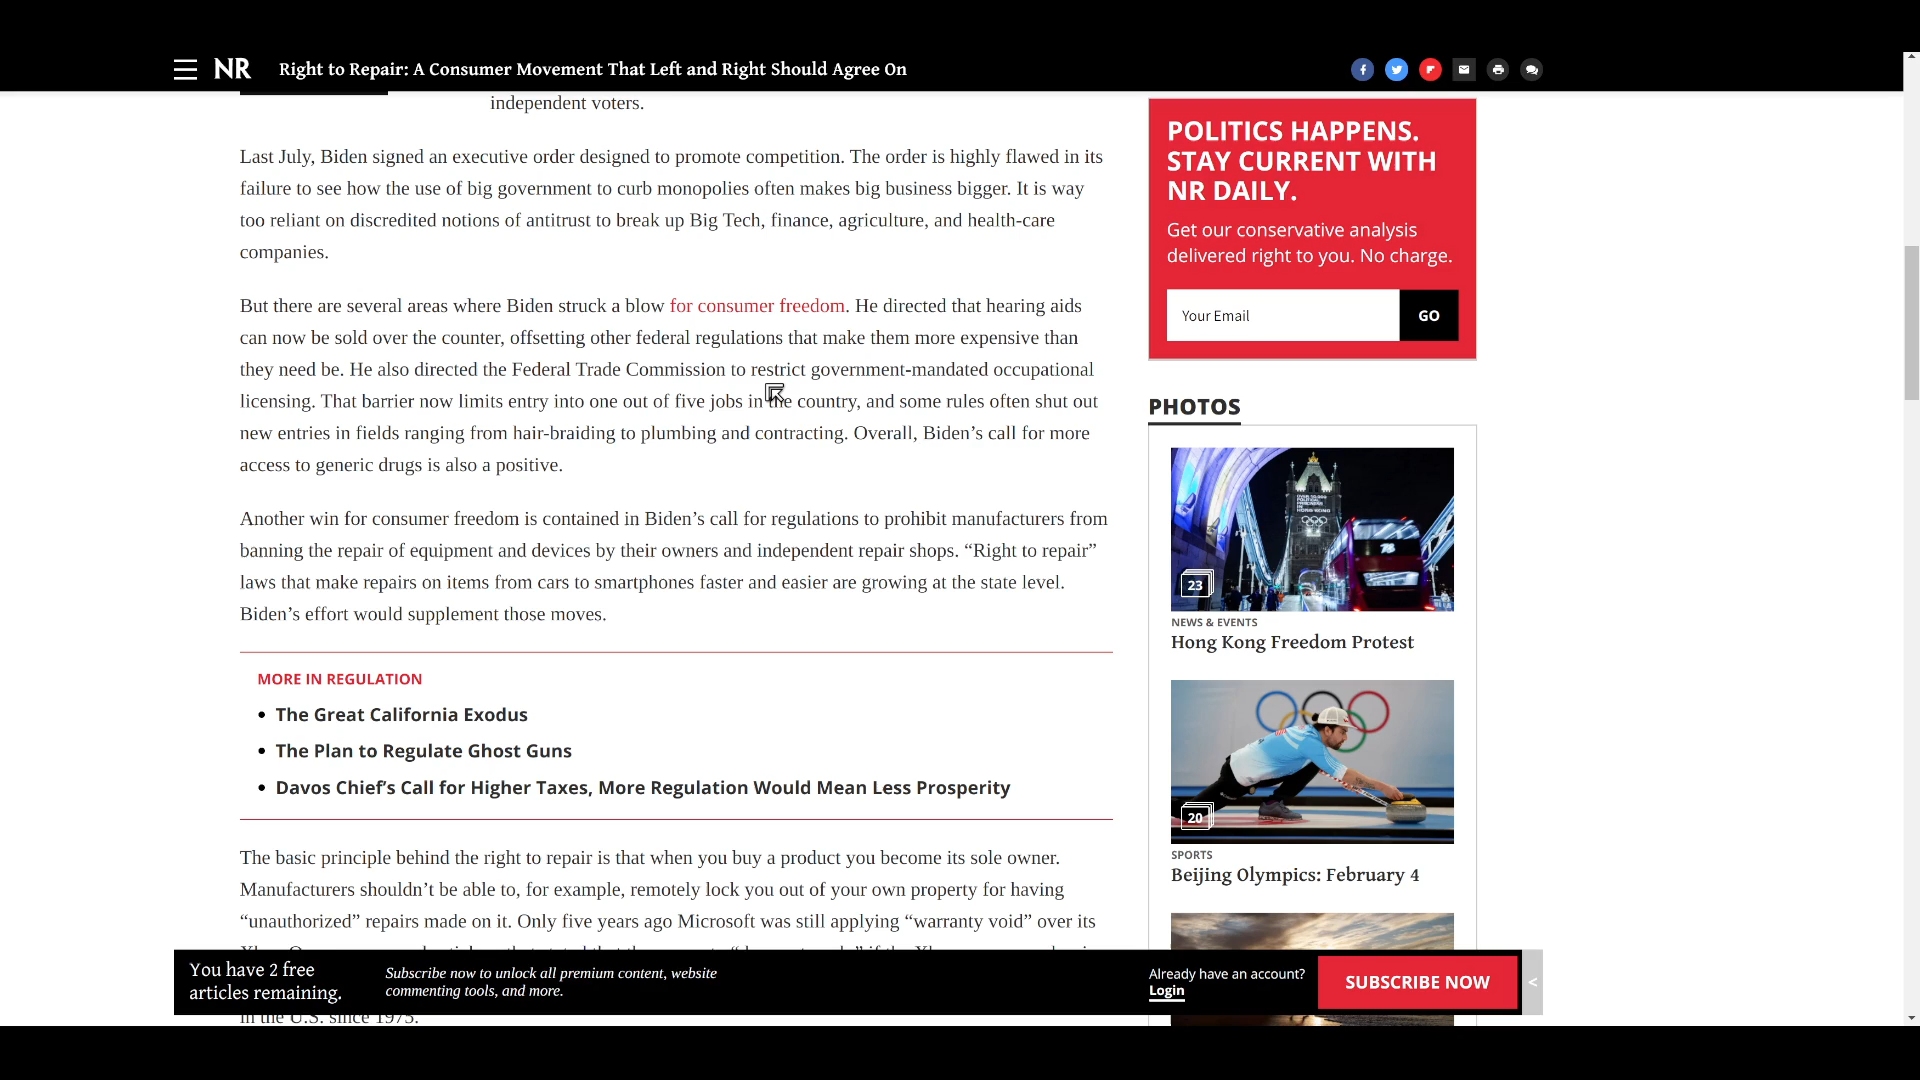 NR
Right to Repair: A Consumer Movement That Left and Right Should Agree On
independent voters.
Last July, Biden signed an executive order designed to promote competition. The order is highly flawed in its
failure to see how the use of big government to curb monopolies often makes big business bigger. It is way
too reliant on discredited notions of antitrust to break up Big Tech, finance, agriculture, and health-care
companies.
But there are several areas where Biden struck a blow for consumer freedom. He directed that hearing aids
can now be sold over the counter, offsetting other federal regulations that make them more expensive than
they need be. He also directed the Federal Trade Commission to restrict government-mandated occupational
licensing. That barrier now limits entry into one out of five jobs in the country, and some rules often shut out
new entries in fields ranging from hair-braiding to plumbing and contracting. Overall, Biden’s call for more
access to generic drugs is also a positive.
Another win for consumer freedom is contained in Biden’s call for regulations to prohibit manufacturers from
banning the repair of equipment and devices by their owners and independent repair shops. “Right to repair”
laws that make repairs on items from cars to smartphones faster and easier are growing at the state level.
Biden’s effort would supplement those moves.
MORE IN REGULATION
• The Great California Exodus
• The Plan to Regulate Ghost Guns
• Davos Chief’s Call for Higher Taxes, More Regulation Would Mean Less Prosperity
The basic principle behind the right to repair is that when you buy a product you become its sole owner.
Manufacturers shouldn’t be able to, for example, remotely lock you out of your own property for having
“unauthorized” repairs made on it. Only five years ago Microsoft was still applying “warranty void” over its
in the U.S. since 1975.
POLITICS HAPPENS.
STAY CURRENT WITH
NR DAILY.
Get our conservative analysis
delivered right to you. No charge.
Your Email
GO
PHOTOS
23
NEWS & EVENTS
Hong Kong Freedom Protest
20
SPORTS
Beijing Olympics: February 4
You have 2 free
articles remaining.
Subscribe now to unlock all premium content, website
commenting tools, and more.
Already have an account?
Login
SUBSCRIBE NOW
<